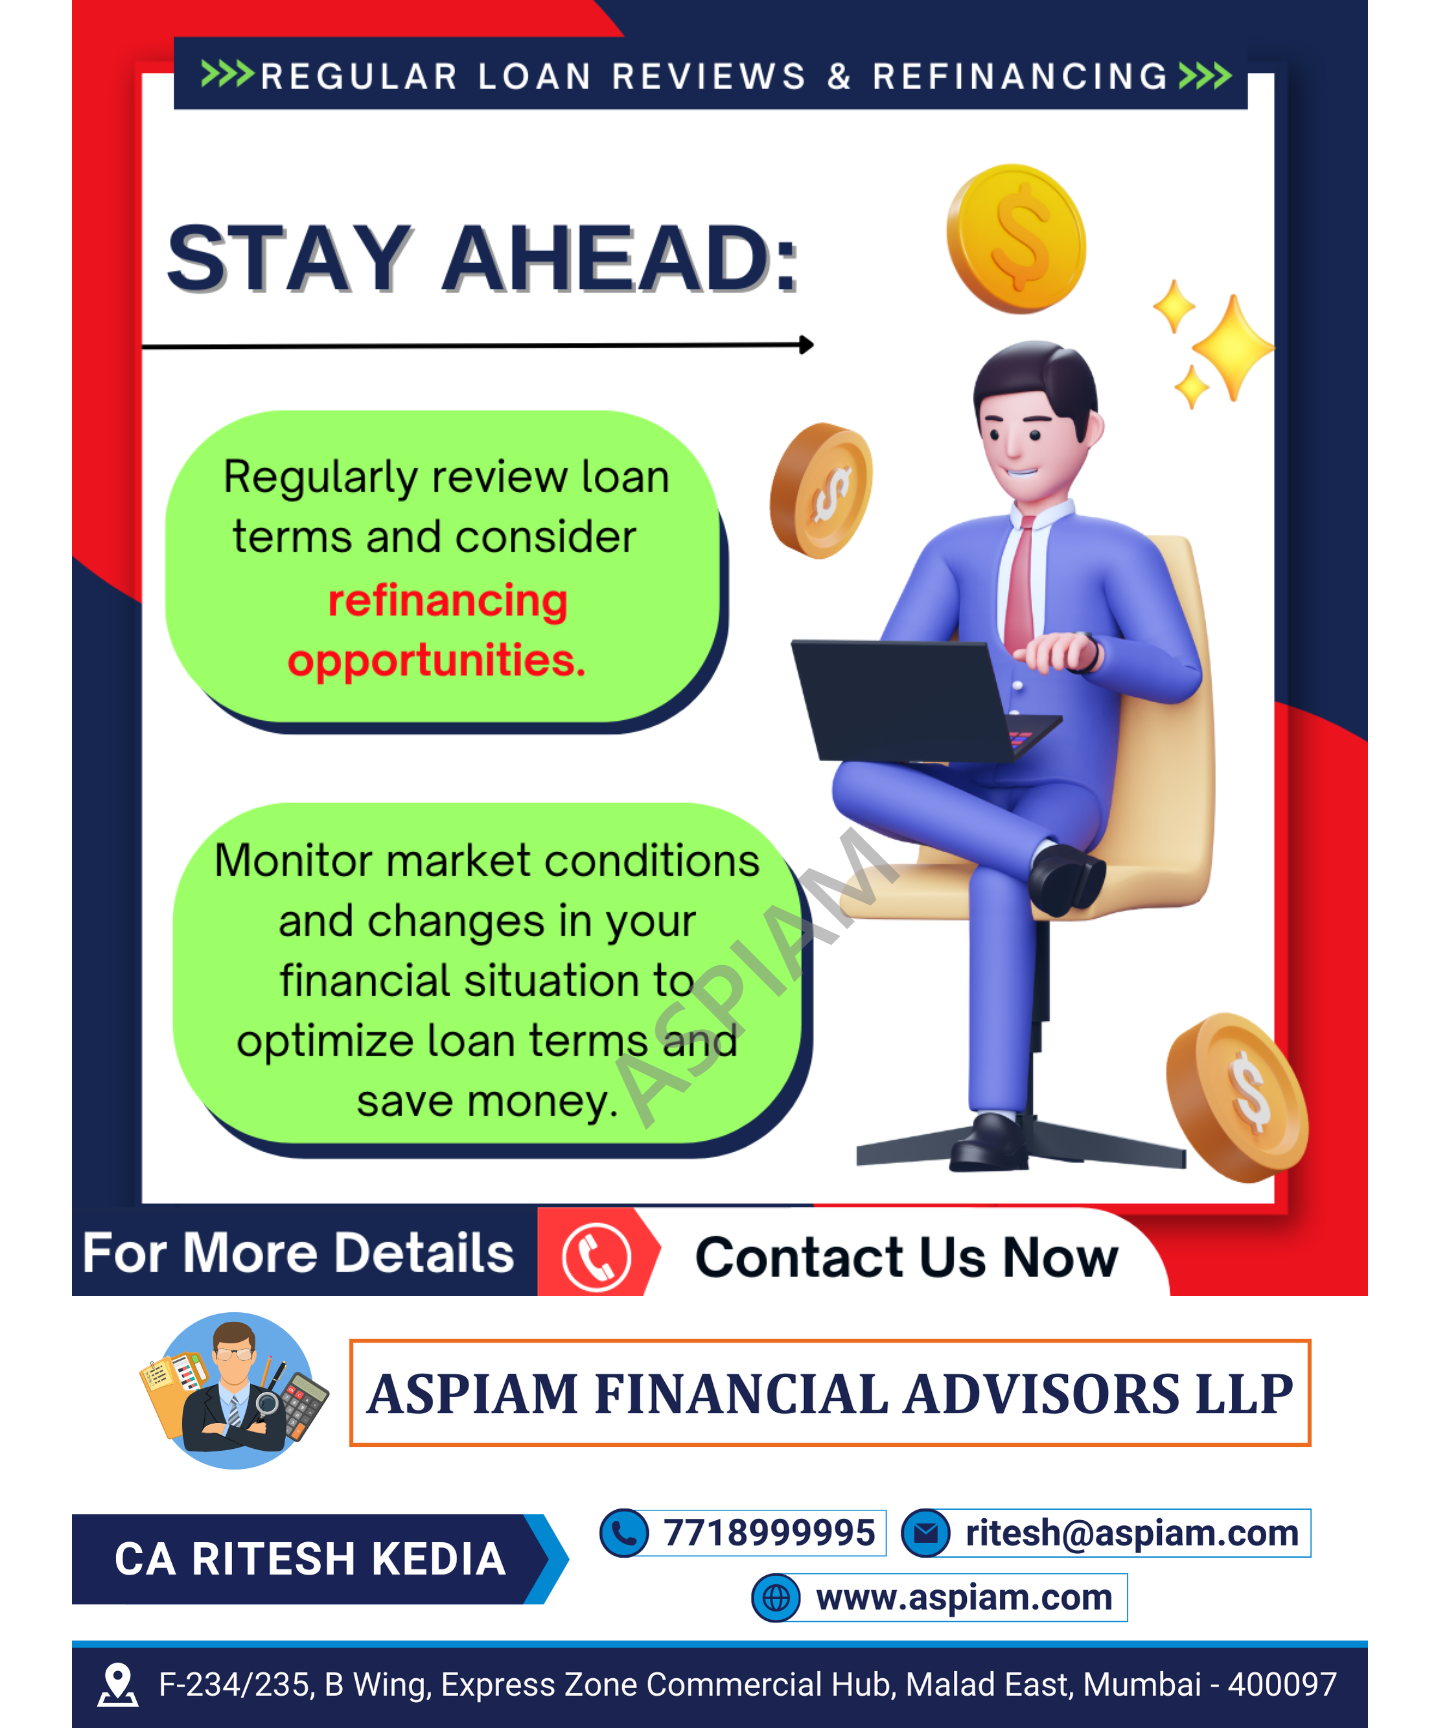 >>>REGULAR LOAN REVIEWS & REFINANCING>>>
STAY AHEAD:
Regularly review loan
terms and consider
refinancing
opportunities.
Monitor market conditions
and changes in your
financial situation to
optimize loan terms and
save money.
ASPIAM
For More Details
Contact Us Now
ASPIAM FINANCIAL ADVISORS LLP
CA RITESH KEDIA
7718999995
ritesh@aspiam.com
www.aspiam.com
F-234/235, B Wing, Express Zone Commercial Hub, Malad East, Mumbai - 400097